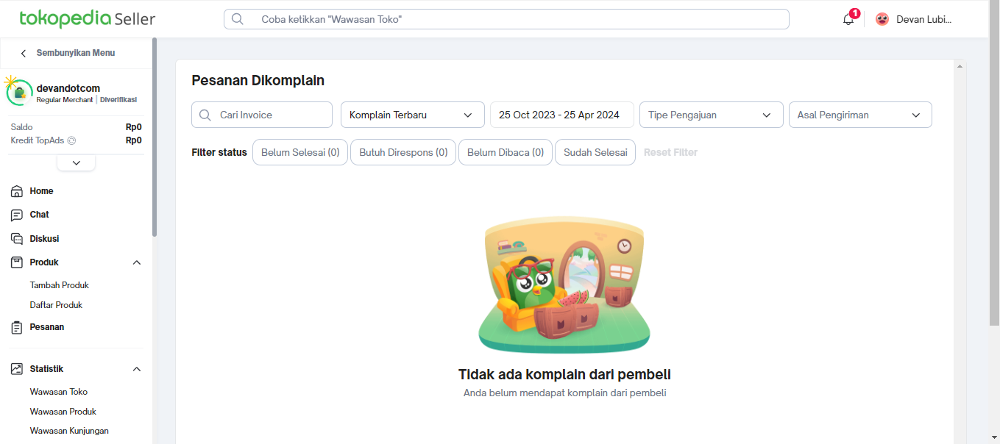 tokopedia Seller
Coba ketikkan "Wawasan Toko"
1
Devan Lubi...
Sembunyikan Menu
devandotcom
Regular Merchant | Diverifikasi
Saldo Rp0
Kredit TopAds Rp0
Home
Chat
Diskusi
Produk
Tambah Produk
Daftar Produk
Pesanan
Statistik
Wawasan Toko
Wawasan Produk
Wawasan Kunjungan
Pesanan Dikomplain
Cari Invoice
Komplain Terbaru
25 Oct 2023 - 25 Apr 2024
Tipe Pengajuan
Asal Pengiriman
Filter status
Belum Selesai (0)
Butuh Direspons (0)
Belum Dibaca (0)
Sudah Selesai
Reset Filter
Tidak ada komplain dari pembeli
Anda belum mendapat komplain dari pembeli